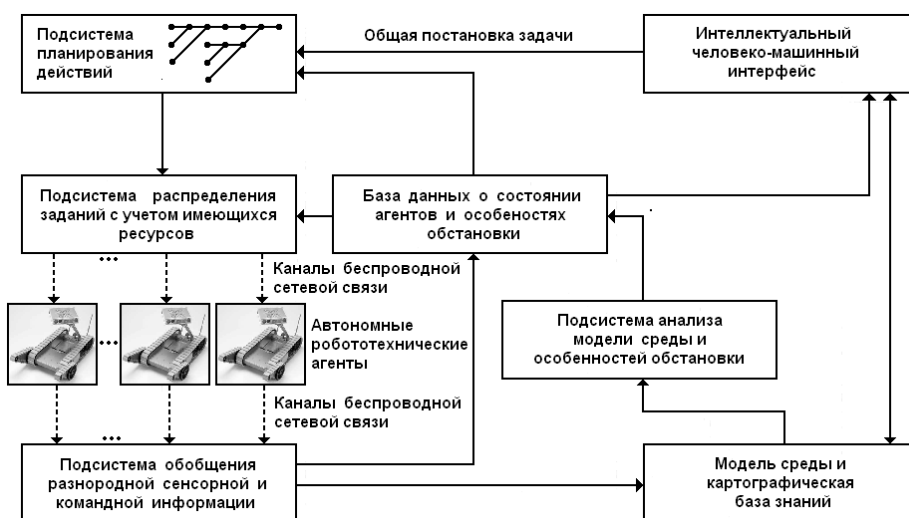 Подсистема
планирования
действий
Общая постановка задачи
Интеллектуальный
человеко-машинный
интерфейс
Подсистема распределения
заданий с учетом имеющихся
ресурсов
База данных о состоянии
агентов и особеностях
обстановки
...
Каналы беспроводной
сетевой связи
Автономные
робототехнические
агенты
...
Подсистема анализа
модели среды и
особенностей обстановки
Каналы беспроводной
сетевой связи
...
Подсистема обобщения
разнородной сенсорной и
командной информации
Модель среды и
картографическая
база знаний